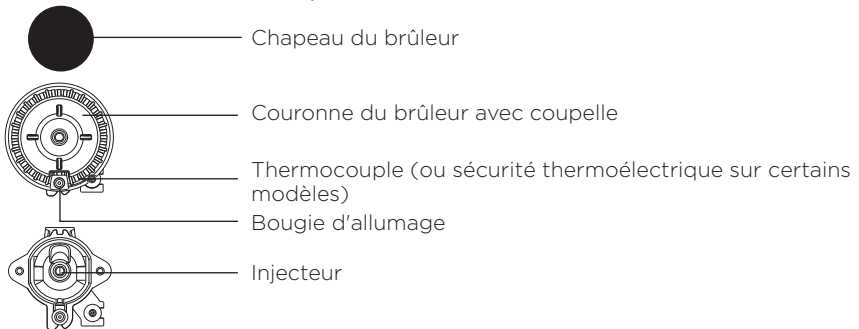 Chapeau du brûleur
Couronne du brûleur avec coupelle
Thermocouple (ou sécurité thermoélectrique sur certains
modèles)
Bougie d'allumage
Injecteur